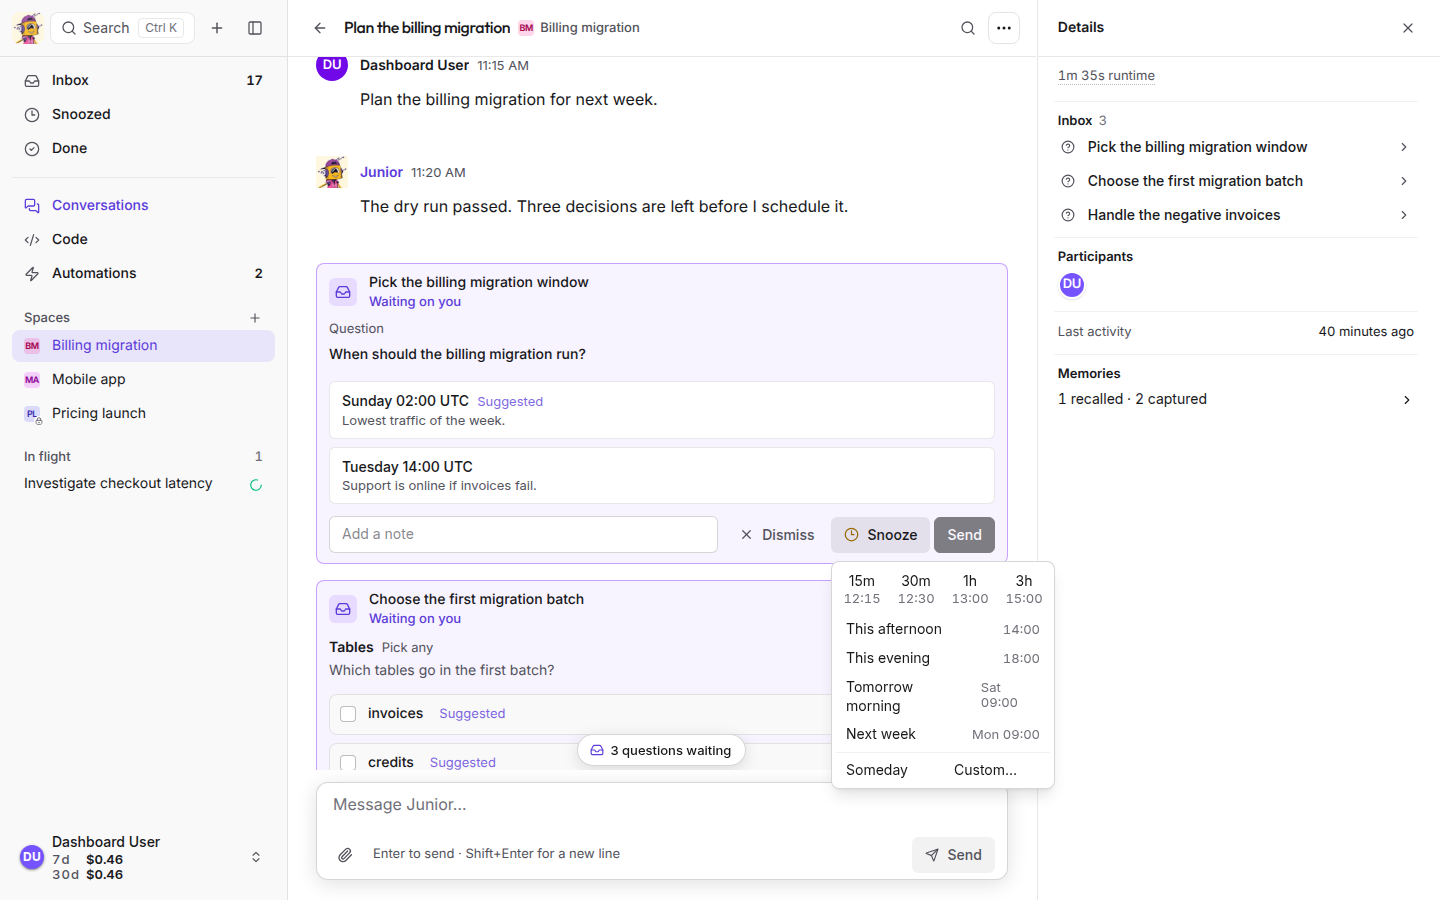 Search Ctrl K
Inbox 17
Snoozed
Done
Conversations
Code
Automations 2
Spaces
BM Billing migration
MA Mobile app
PL Pricing launch
In flight 1
Investigate checkout latency
DU Dashboard User
7d $0.46
30d $0.46
Plan the billing migration BM Billing migration
DU Dashboard User 11:15 AM
Plan the billing migration for next week.
Junior 11:20 AM
The dry run passed. Three decisions are left before I schedule it.
Pick the billing migration window
Waiting on you
Question
When should the billing migration run?
Sunday 02:00 UTC Suggested
Lowest traffic of the week.
Tuesday 14:00 UTC
Support is online if invoices fail.
Add a note Dismiss Snooze Send
15m 30m 1h 3h
12:15 12:30 13:00 15:00
This afternoon 14:00
This evening 18:00
Tomorrow morning Sat 09:00
Next week Mon 09:00
Someday Custom...
Choose the first migration batch
Waiting on you
Tables Pick any
Which tables go in the first batch?
invoices Suggested
credits Suggested
3 questions waiting
Message Junior...
Enter to send · Shift+Enter for a new line Send
Details
1m 35s runtime
Inbox 3
Pick the billing migration window
Choose the first migration batch
Handle the negative invoices
Participants
DU
Last activity 40 minutes ago
Memories
1 recalled · 2 captured